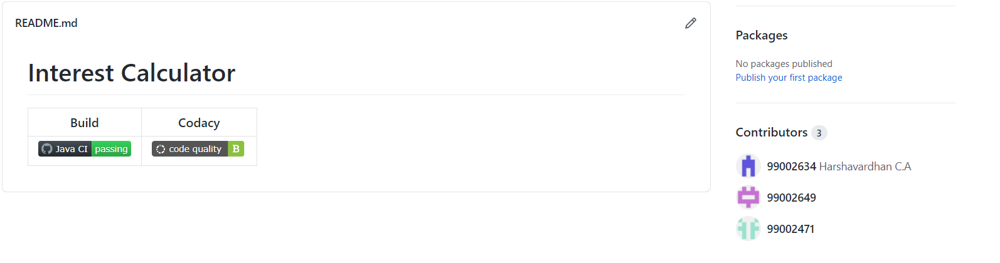 README.md
Interest Calculator
Build Codacy
Java CI passing code quality B
Packages
No packages published
Publish your first package
Contributors 3
99002634 Harshavardhan C.A
99002649
99002471